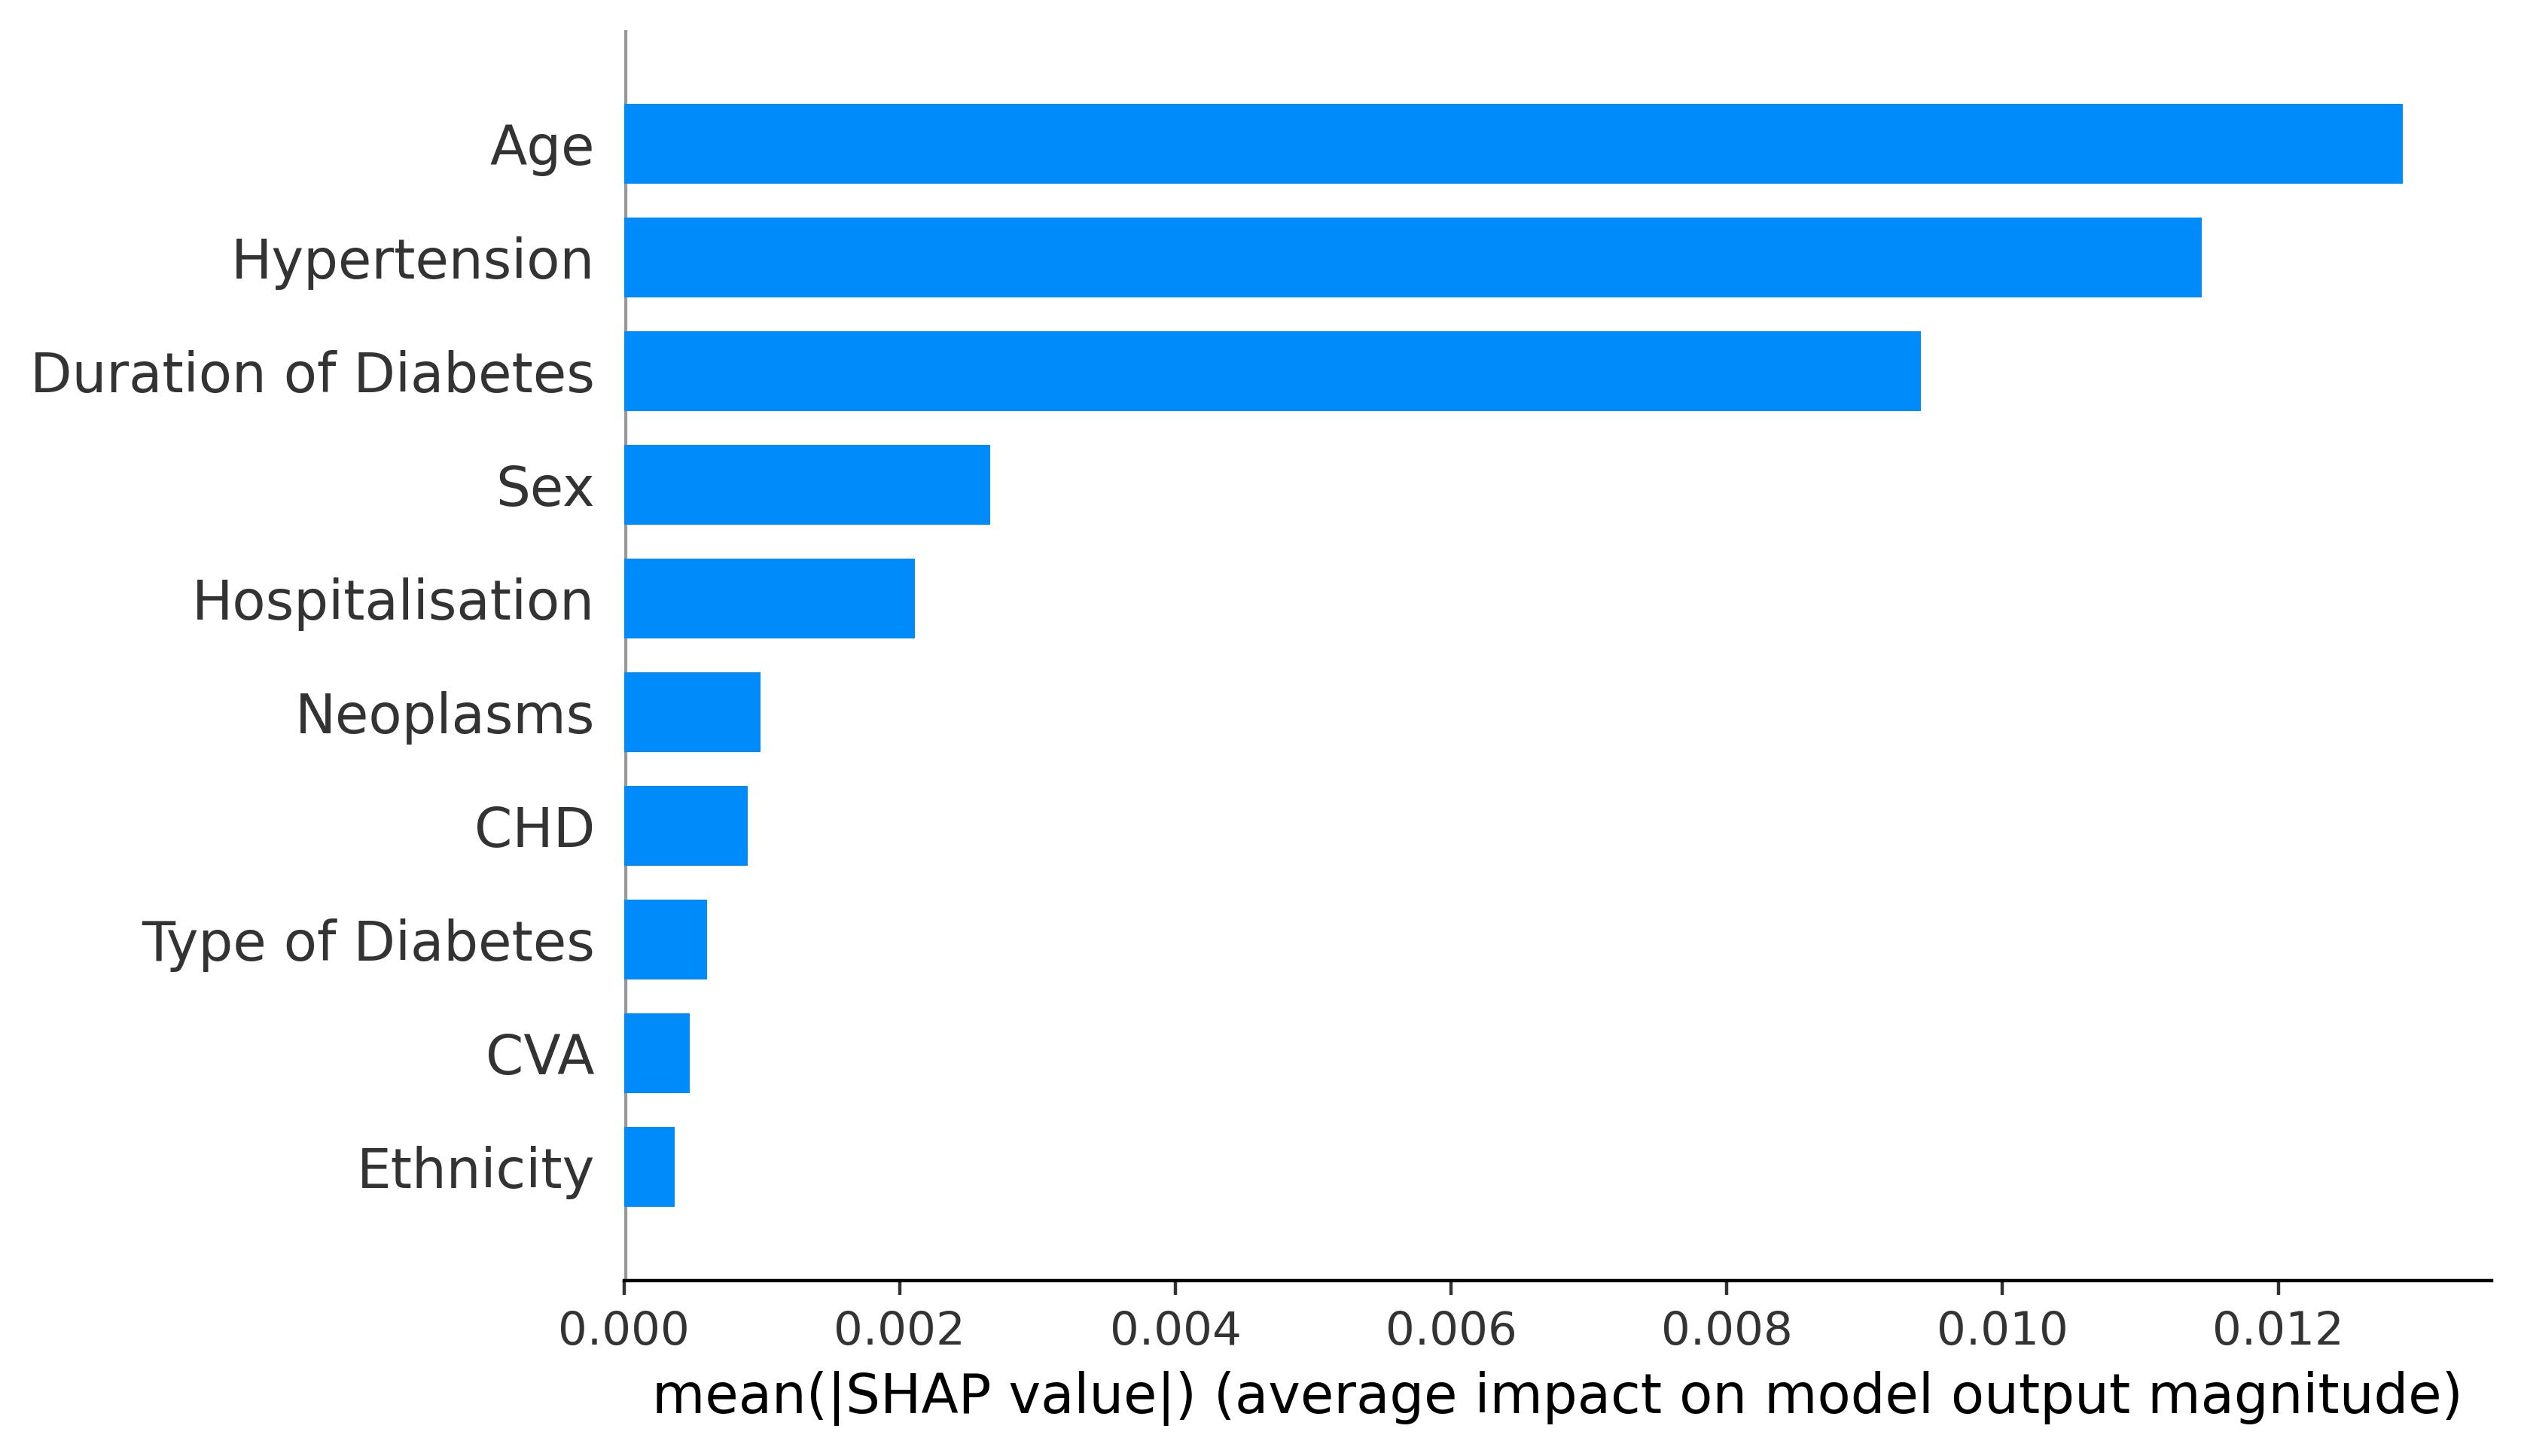 Age
Hypertension
Duration of Diabetes
Sex
Hospitalisation
Neoplasms
CHD
Type of Diabetes
CVA
Ethnicity
0.000 0.002 0.004 0.006 0.008 0.010 0.012
mean(|SHAP value|) (average impact on model output magnitude)